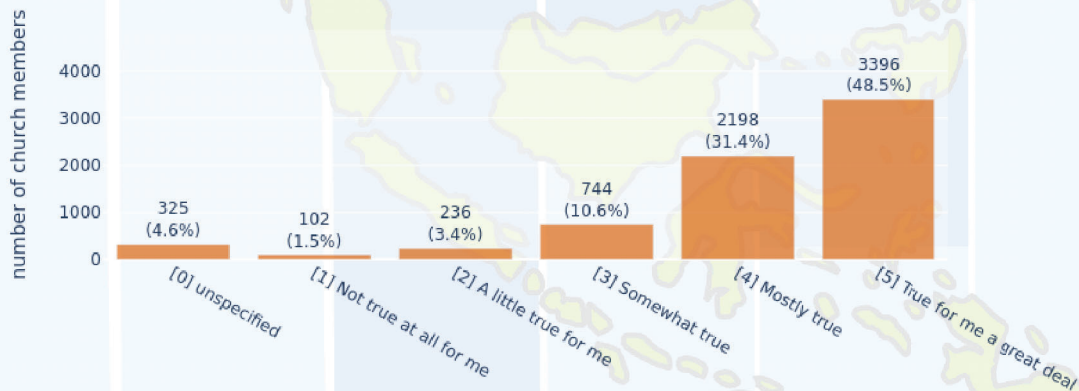 number of church members
4000
3000
2000
1000
0
325
(4.6%)
102
(1.5%)
236
(3.4%)
744
(10.6%)
2198
(31.4%)
3396
(48.5%)
[0] unspecified
[1] Not true at all for me
[2] A little true for me
[3] Somewhat true
[4] Mostly true
[5] True for me a great deal